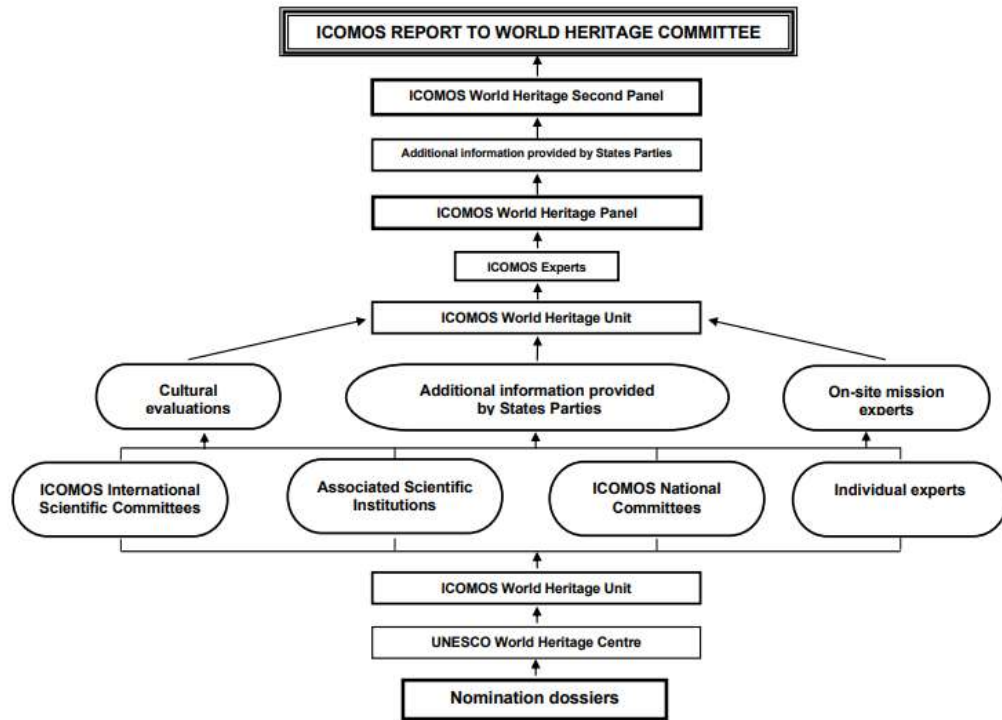 ICOMOS REPORT TO WORLD HERITAGE COMMITTEE
ICOMOS World Heritage Second Panel
Additional information provided by States Parties
ICOMOS World Heritage Panel
ICOMOS Experts
ICOMOS World Heritage Unit
Cultural
evaluations
Additional information provided
by States Parties
On-site mission
experts
ICOMOS International
Scientific Committees
Associated Scientific
Institutions
ICOMOS National
Committees
Individual experts
ICOMOS World Heritage Unit
UNESCO World Heritage Centre
Nomination dossiers